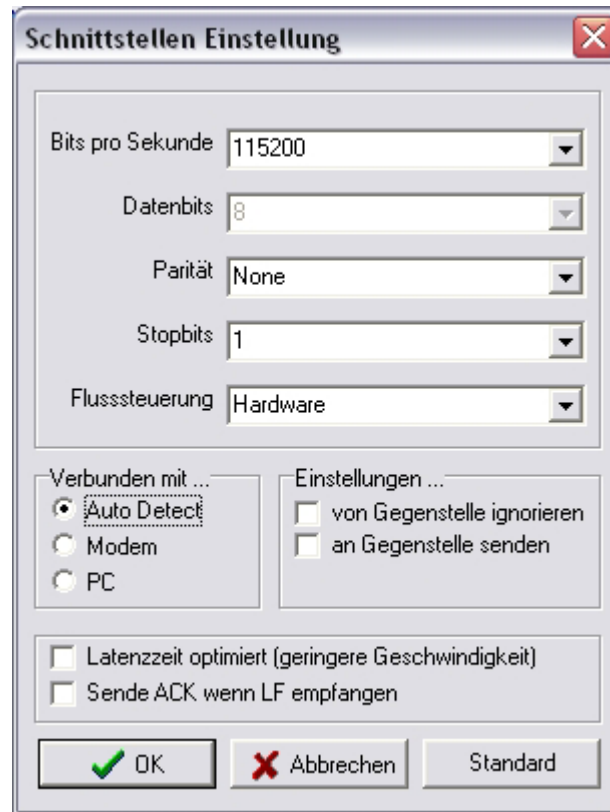 Schnittstellen Einstellung
Bits pro Sekunde 115200
Datenbits 8
Parität None
Stopbits 1
Flusssteuerung Hardware
Verbunden mit ...
Auto Detect
Modem
PC
Einstellungen ...
von Gegenstelle ignorieren
an Gegenstelle senden
Latenzzeit optimiert (geringere Geschwindigkeit)
Sende ACK wenn LF empfangen
OK
Abbrechen
Standard